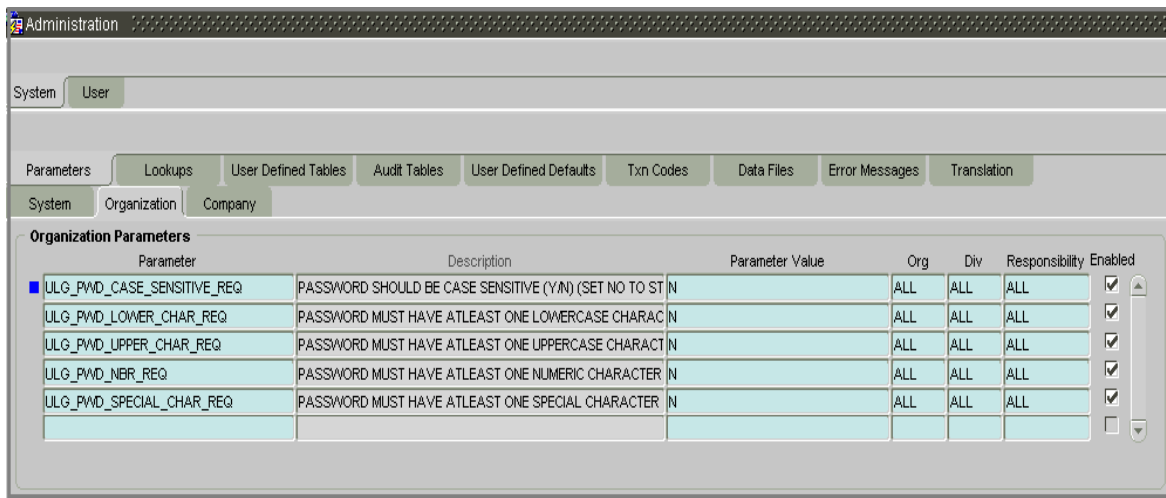 Administration
System User
Parameters Lookups User Defined Tables Audit Tables User Defined Defaults Txn Codes Data Files Error Messages Translation
System Organization Company
Organization Parameters
Parameter Description Parameter Value Org Div Responsibility Enabled
ULG_PWD_CASE_SENSITIVE_REQ PASSWORD SHOULD BE CASE SENSITIVE (Y/N) (SET NO TO ST N ALL ALL ALL
ULG_PWD_LOWER_CHAR_REQ PASSWORD MUST HAVE ATLEAST ONE LOWERCASE CHARAC N ALL ALL ALL
ULG_PWD_UPPER_CHAR_REQ PASSWORD MUST HAVE ATLEAST ONE UPPERCASE CHARACT N ALL ALL ALL
ULG_PWD_NBR_REQ PASSWORD MUST HAVE ATLEAST ONE NUMERIC CHARACTER N ALL ALL ALL
ULG_PWD_SPECIAL_CHAR_REQ PASSWORD MUST HAVE ATLEAST ONE SPECIAL CHARACTER N ALL ALL ALL